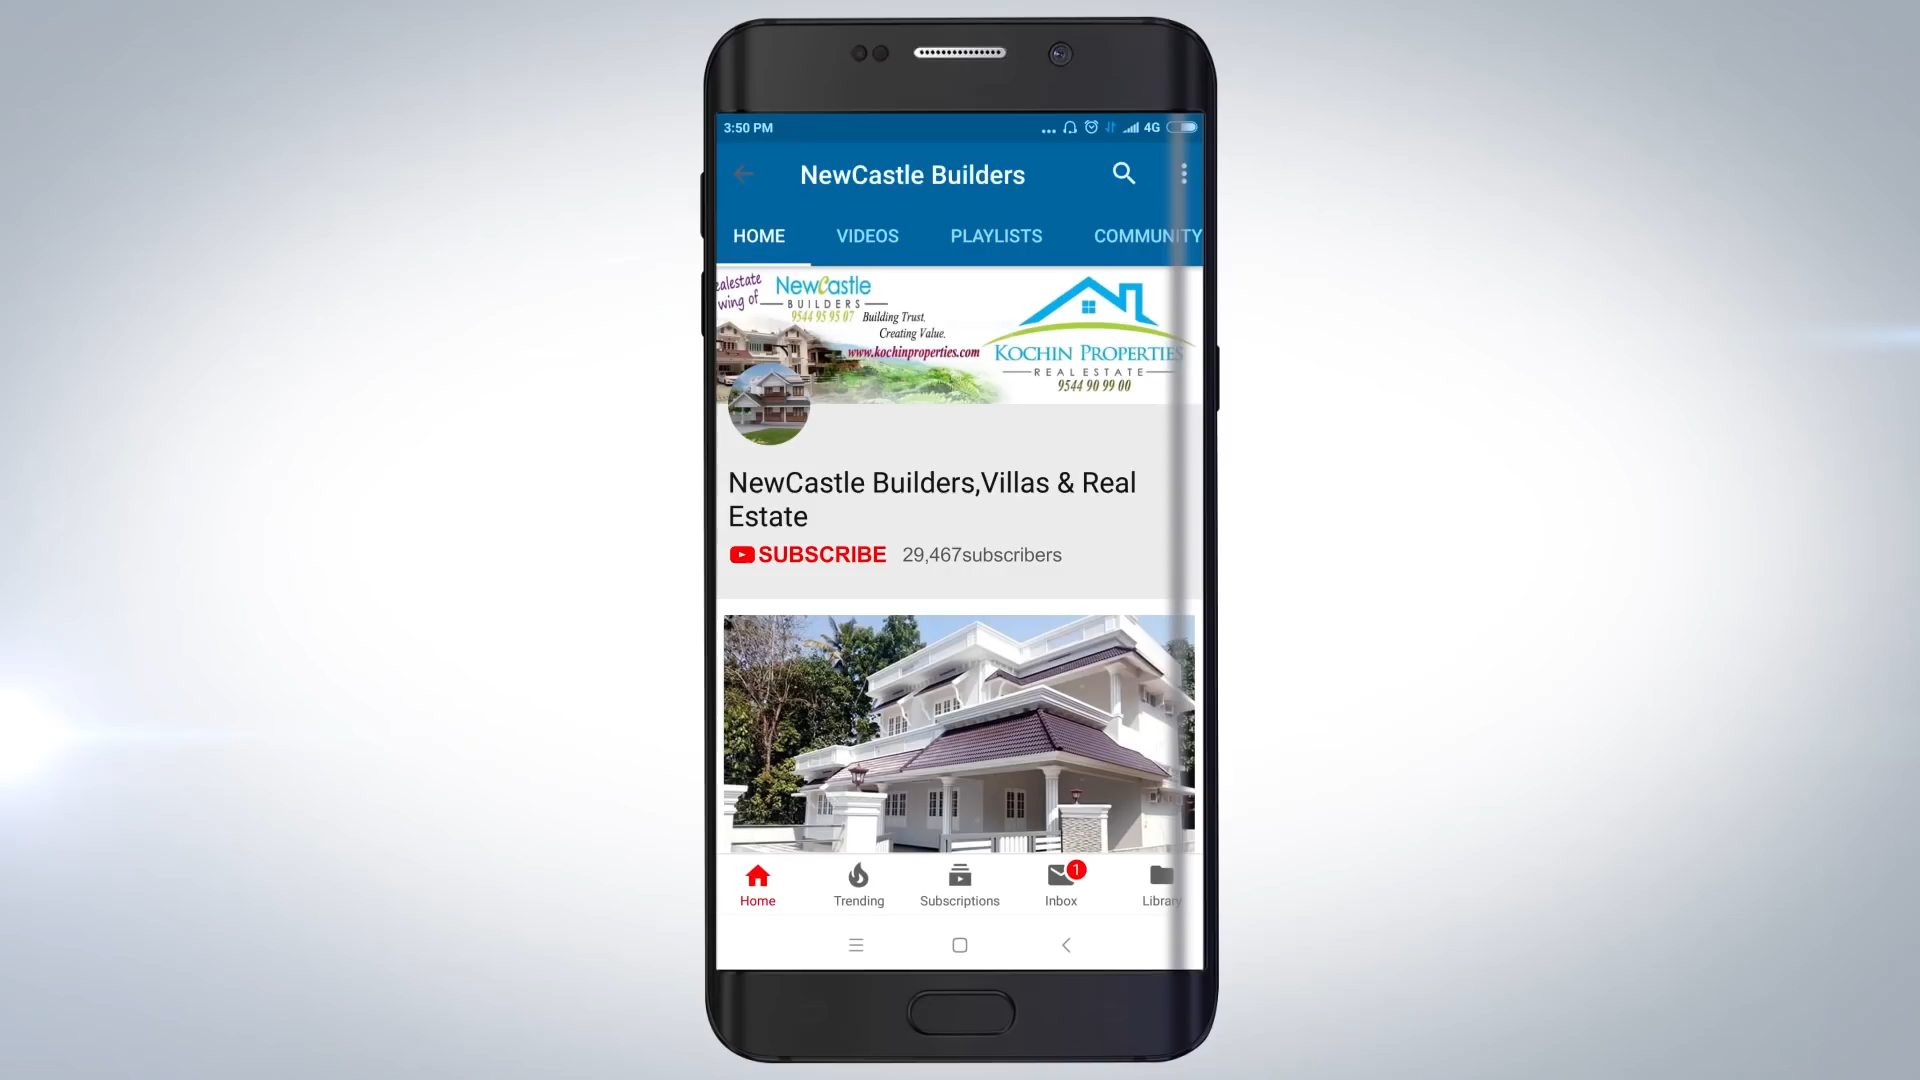 3:50 PM
4G
NewCastle Builders
HOME VIDEOS PLAYLISTS COMMUNITY
ealestate
wing of
NewCastle
BUILDERS
9544 95 95 07
Building Trust.
Creating Value.
www.kochinproperties.com
KOCHIN PROPERTIES
REALESTATE
9544 90 99 00
NewCastle Builders,Villas & Real
Estate
SUBSCRIBE 29,467subscribers
1
Home Trending Subscriptions Inbox Library